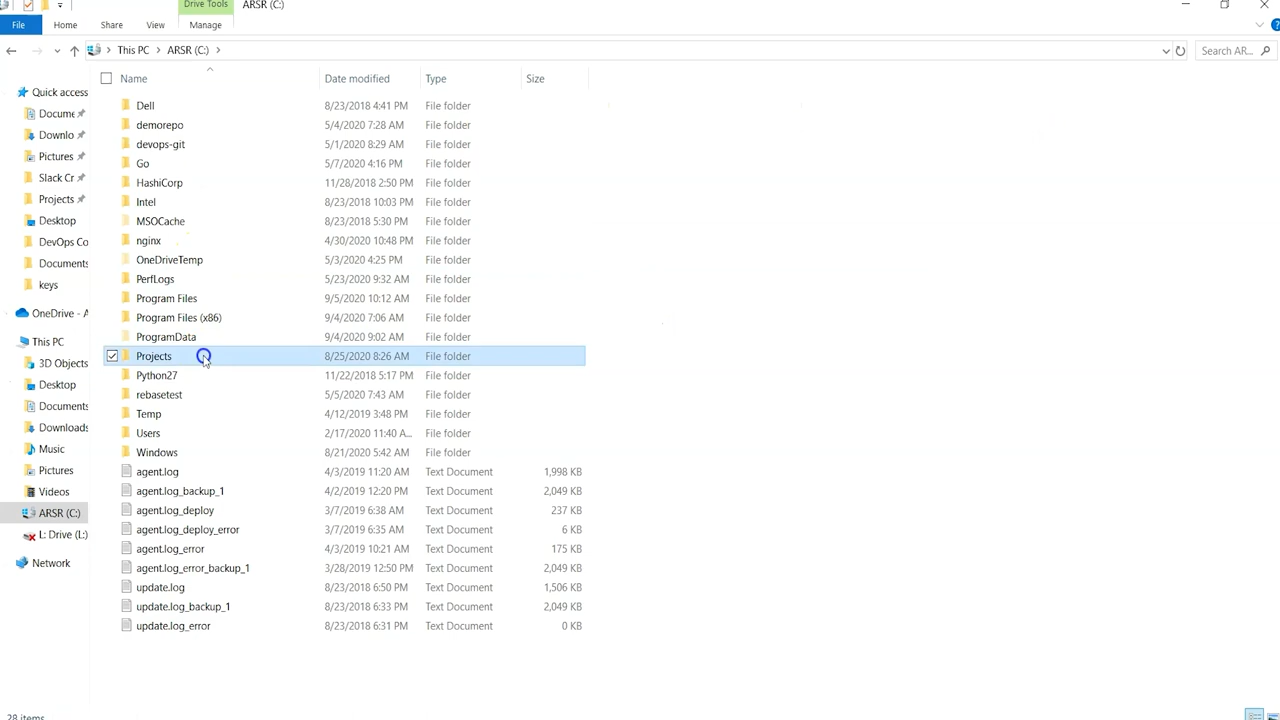 Drive Tools ARSR (C:)
File Home Share View Manage
This PC ARSR (C:) Search AR...
Name Date modified Type Size
Quick access
Docume
Downlo
Pictures
Slack Cr
Projects
Desktop
DevOps Co
Documents
keys
OneDrive - A
This PC
3D Objects
Desktop
Documents
Downloads
Music
Pictures
Videos
ARSR (C:)
L: Drive (L:)
Network
Dell 8/23/2018 4:41 PM File folder
demorepo 5/4/2020 7:28 AM File folder
devops-git 5/1/2020 8:29 AM File folder
Go 5/7/2020 4:16 PM File folder
HashiCorp 11/28/2018 2:50 PM File folder
Intel 8/23/2018 10:03 PM File folder
MSOCache 8/23/2018 5:30 PM File folder
nginx 4/30/2020 10:48 PM File folder
OneDriveTemp 5/3/2020 4:25 PM File folder
PerfLogs 5/23/2020 9:32 AM File folder
Program Files 9/5/2020 10:12 AM File folder
Program Files (x86) 9/4/2020 7:06 AM File folder
ProgramData 9/4/2020 9:02 AM File folder
Projects 8/25/2020 8:26 AM File folder
Python27 11/22/2018 5:17 PM File folder
rebasetest 5/5/2020 7:43 AM File folder
Temp 4/12/2019 3:48 PM File folder
Users 2/17/2020 11:40 A... File folder
Windows 8/21/2020 5:42 AM File folder
agent.log 4/3/2019 11:20 AM Text Document 1,998 KB
agent.log_backup_1 4/2/2019 12:20 PM Text Document 2,049 KB
agent.log_deploy 3/7/2019 6:38 AM Text Document 237 KB
agent.log_deploy_error 3/7/2019 6:35 AM Text Document 6 KB
agent.log_error 4/3/2019 10:21 AM Text Document 175 KB
agent.log_error_backup_1 3/28/2019 12:50 PM Text Document 2,049 KB
update.log 8/23/2018 6:50 PM Text Document 1,506 KB
update.log_backup_1 8/23/2018 6:33 PM Text Document 2,049 KB
update.log_error 8/23/2018 6:31 PM Text Document 0 KB
28 items